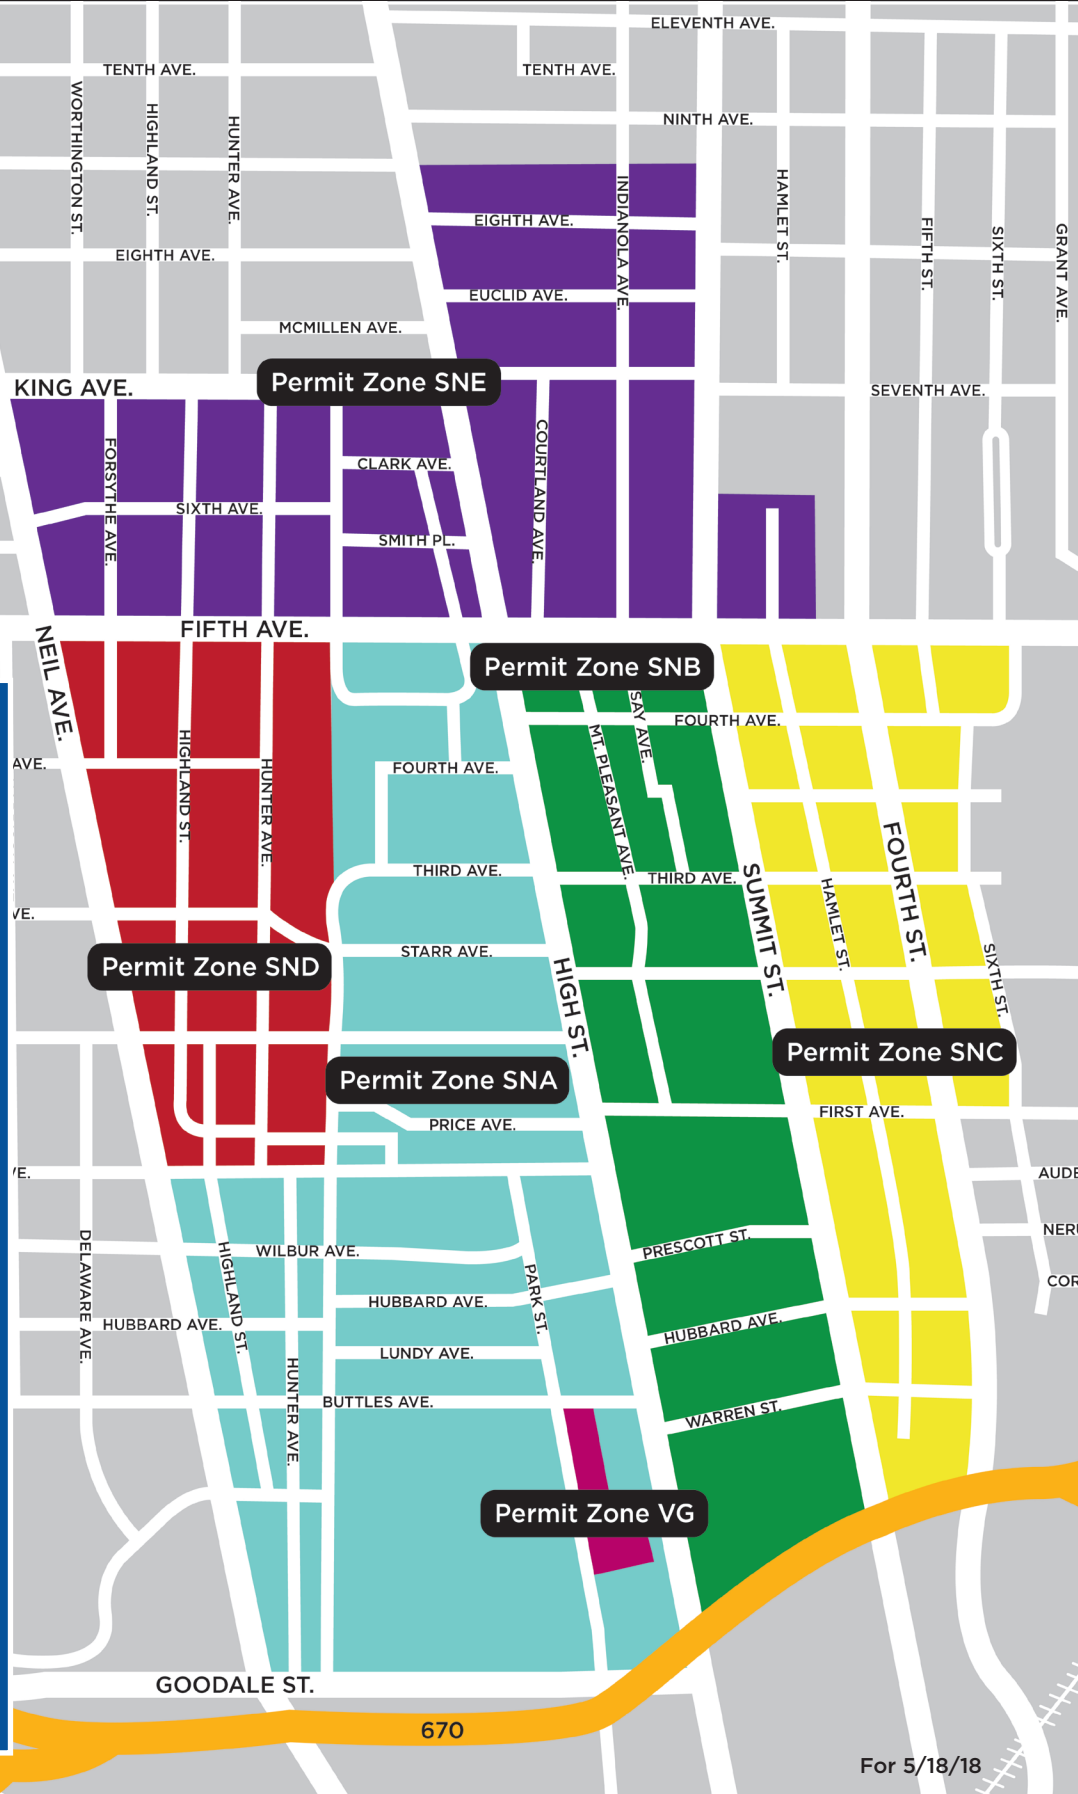 ELEVENTH AVE.
TENTH AVE.
TENTH AVE.
WORTHINGTON ST.
HIGHLAND ST.
HUNTER AVE.
NINTH AVE.
HAMLET ST.
INDIANOLA AVE.
EIGHTH AVE.
FIFTH ST.
SIXTH ST.
GRANT AVE.
EIGHTH AVE.
EUCLID AVE.
MCMILLEN AVE.
KING AVE.
Permit Zone SNE
SEVENTH AVE.
COURTLAND AVE.
FORSYTHE AVE.
CLARK AVE.
SIXTH AVE.
SMITH PL.
FIFTH AVE.
NEIL AVE.
Permit Zone SNB
SAY AVE.
FOURTH AVE.
MT. PLEASANT AVE.
HIGHLAND ST.
HUNTER AVE.
AVE.
FOURTH AVE.
FOURTH ST.
THIRD AVE.
THIRD AVE.
SUMMIT ST.
HAMLET ST.
VE.
STARR AVE.
SIXTH ST.
Permit Zone SND
HIGH ST.
Permit Zone SNC
Permit Zone SNA
FIRST AVE.
PRICE AVE.
VE.
AUDE
DELAWARE AVE.
HIGHLAND ST.
WILBUR AVE.
PRESCOTT ST.
NERU
PARK ST.
COR
HUBBARD AVE.
HUBBARD AVE.
HUBBARD AVE.
LUNDY AVE.
HUNTER AVE.
BUTTLES AVE.
WARREN ST.
Permit Zone VG
GOODALE ST.
670
For 5/18/18